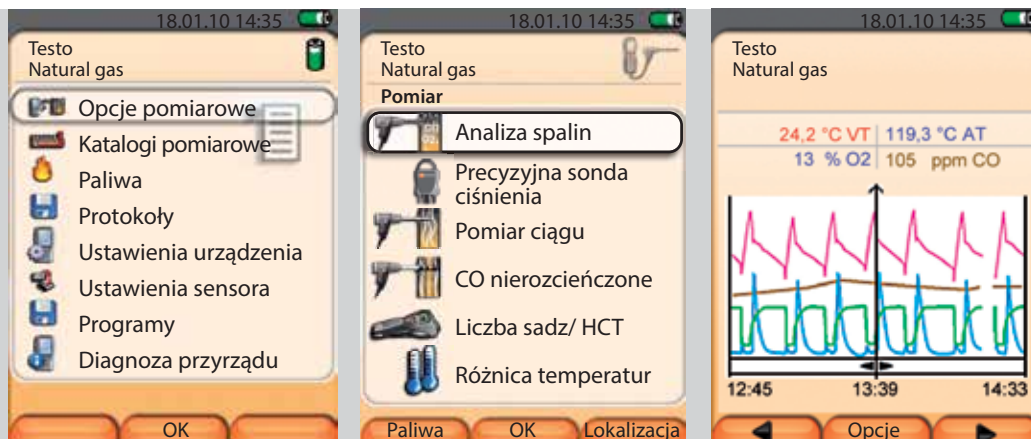 18.01.10 14:35
Testo
Natural gas
Opcje pomiarowe
Katalogi pomiarowe
Paliwa
Protokoły
Ustawienia urządzenia
Ustawienia sensora
Programy
Diagnoza przyrządu
OK
18.01.10 14:35
Testo
Natural gas
Pomiar
Analiza spalin
Precyzyjna sonda
ciśnienia
Pomiar ciągu
CO nierozcieńczone
Liczba sadz/ HCT
Różnica temperatur
Paliwa OK Lokalizacja
18.01.10 14:35
Testo
Natural gas
24,2 °C VT 119,3 °C AT
13 % O2 105 ppm CO
12:45 13:39 14:33
Opcje